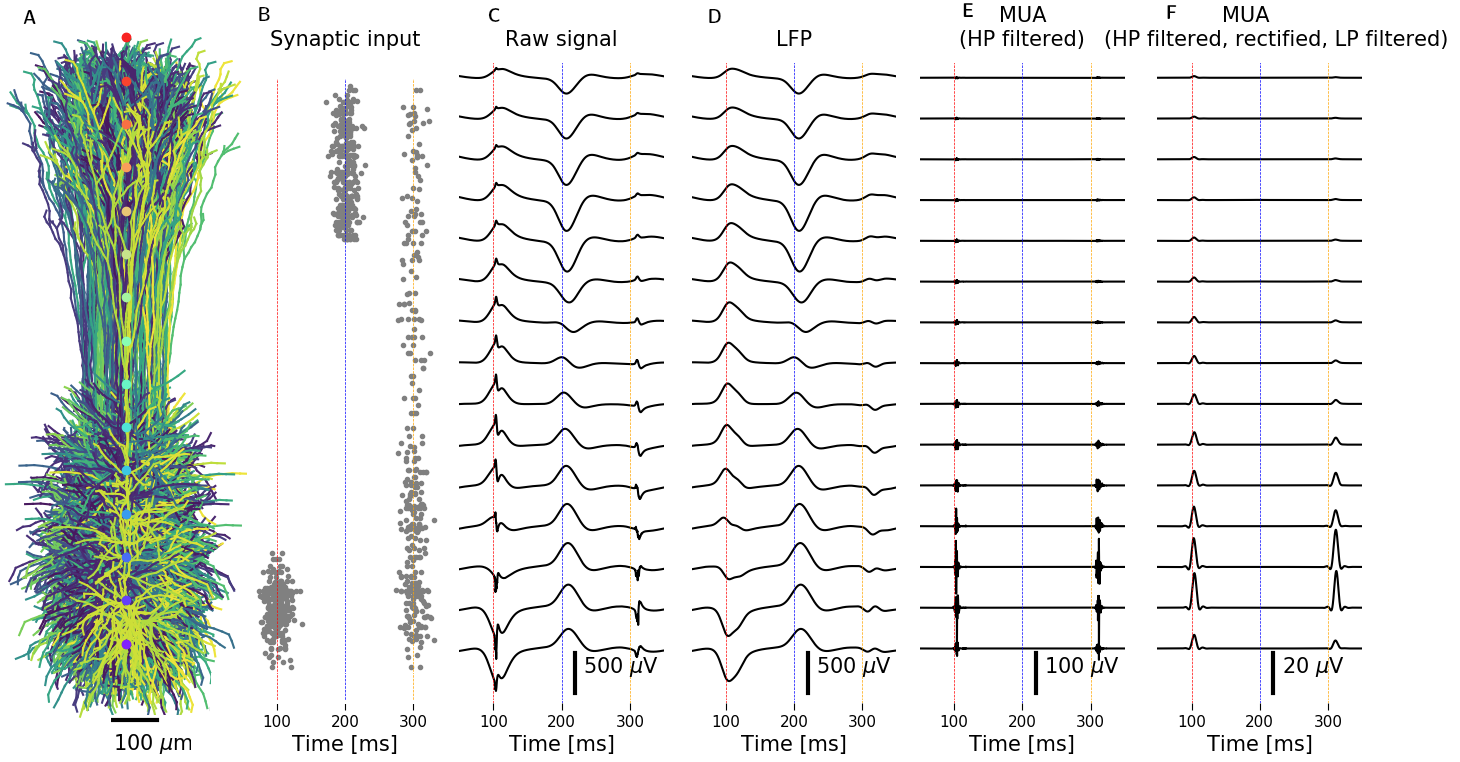 A
B
Synaptic input
C
Raw signal
D
LFP
E
MUA
(HP filtered)
F
MUA
(HP filtered, rectified, LP filtered)
500 μV
500 μV
100 μV
20 μV
100 200 300
100 200 300
100 200 300
100 200 300
100 200 300
100 μm
Time [ms]
Time [ms]
Time [ms]
Time [ms]
Time [ms]